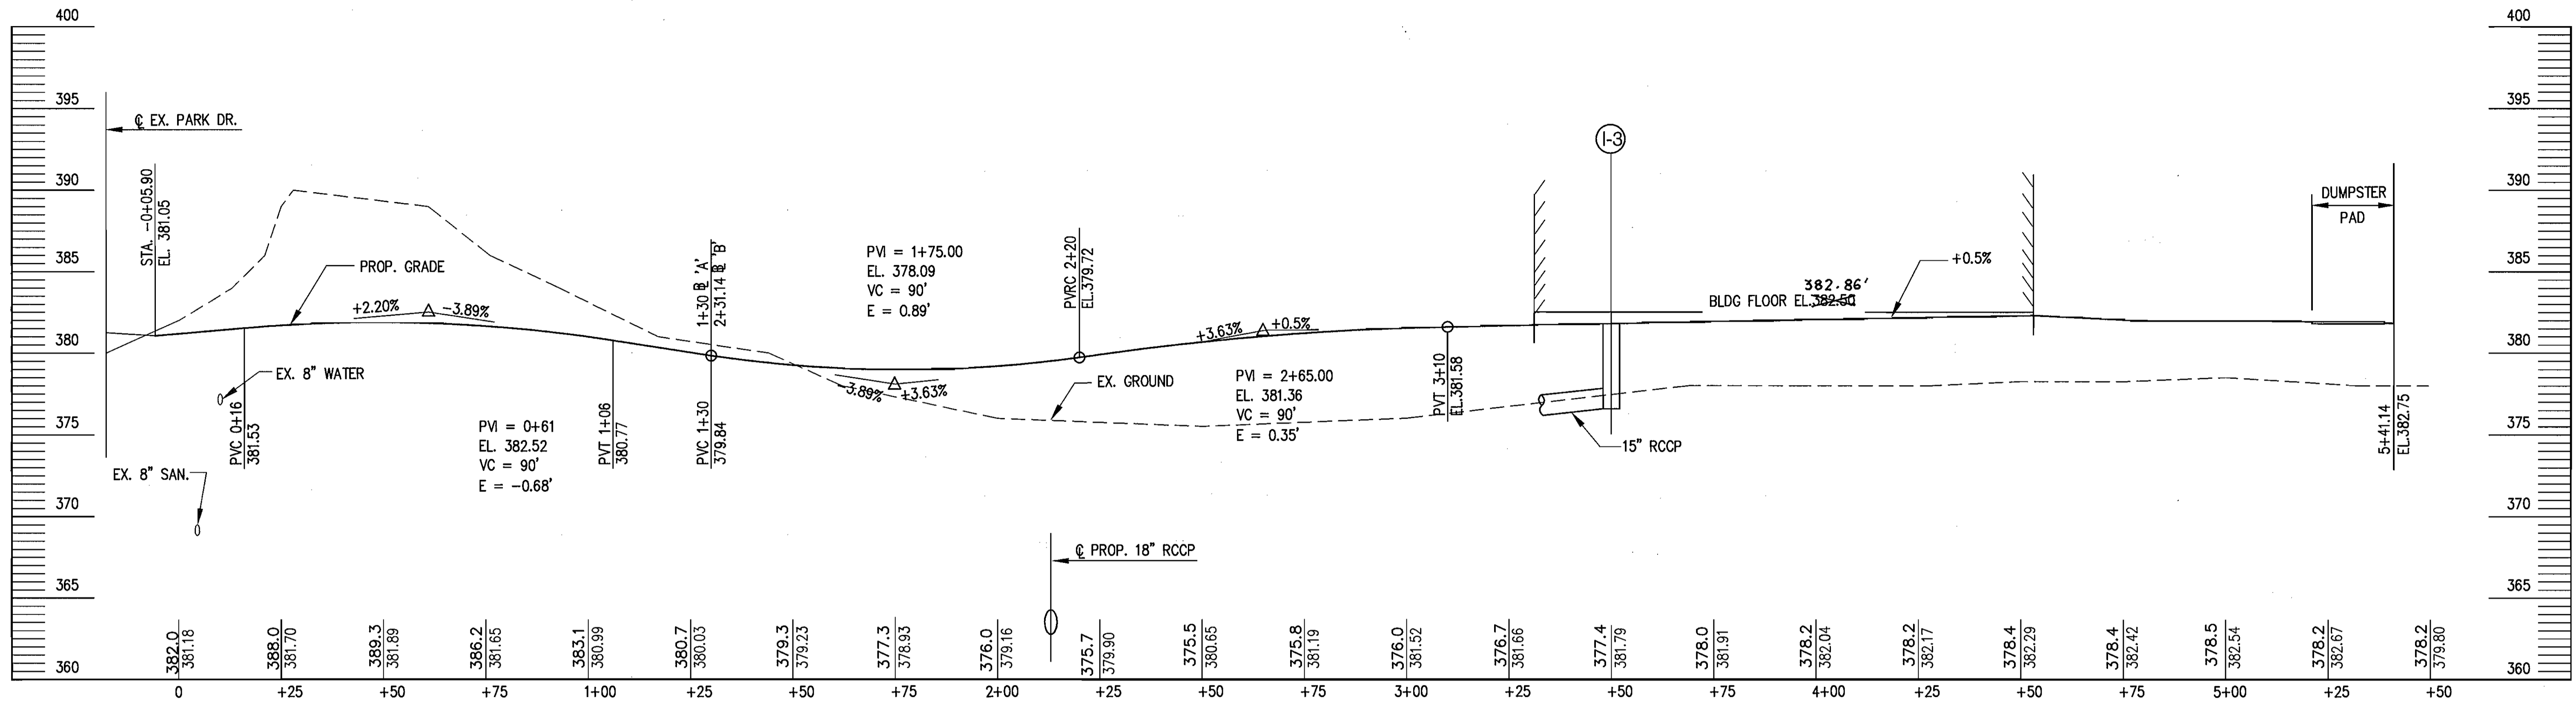 400
395
390
385
380
375
370
365
360
400
395
390
385
380
375
370
365
360
℄ EX. PARK DR.
STA. -0+05.90
EL. 381.05
PROP. GRADE
+2.20%
-3.89%
EX. 8" WATER
EX. 8" SAN.
PVC 0+16
381.53
PVI = 0+61
EL. 382.52
VC = 90'
E = -0.68'
PVT 1+06
380.77
1+30 ℄ 'A'
2+31.14 ℄ 'B'
PVC 1+30
379.84
PVI = 1+75.00
EL. 378.09
VC = 90'
E = 0.89'
-3.89%
+3.63%
PVRC 2+20
EL.379.72
EX. GROUND
℄ PROP. 18" RCCP
+3.63%
+0.5%
PVI = 2+65.00
EL. 381.36
VC = 90'
E = 0.35'
PVT 3+10
EL.381.58
I-3
15" RCCP
382.86'
BLDG FLOOR EL.382.50
+0.5%
DUMPSTER
PAD
5+41.14
EL.382.75
382.0 381.18
388.0 381.70
389.3 381.89
386.2 381.65
383.1 380.99
380.7 380.03
379.3 379.23
377.3 378.93
376.0 379.16
375.7 379.90
375.5 380.65
375.8 381.19
376.0 381.52
376.7 381.66
377.4 381.79
378.0 381.91
378.2 382.04
378.2 382.17
378.4 382.29
378.4 382.42
378.5 382.54
378.2 382.67
378.2 379.80
0 +25 +50 +75 1+00 +25 +50 +75 2+00 +25 +50 +75 3+00 +25 +50 +75 4+00 +25 +50 +75 5+00 +25 +50